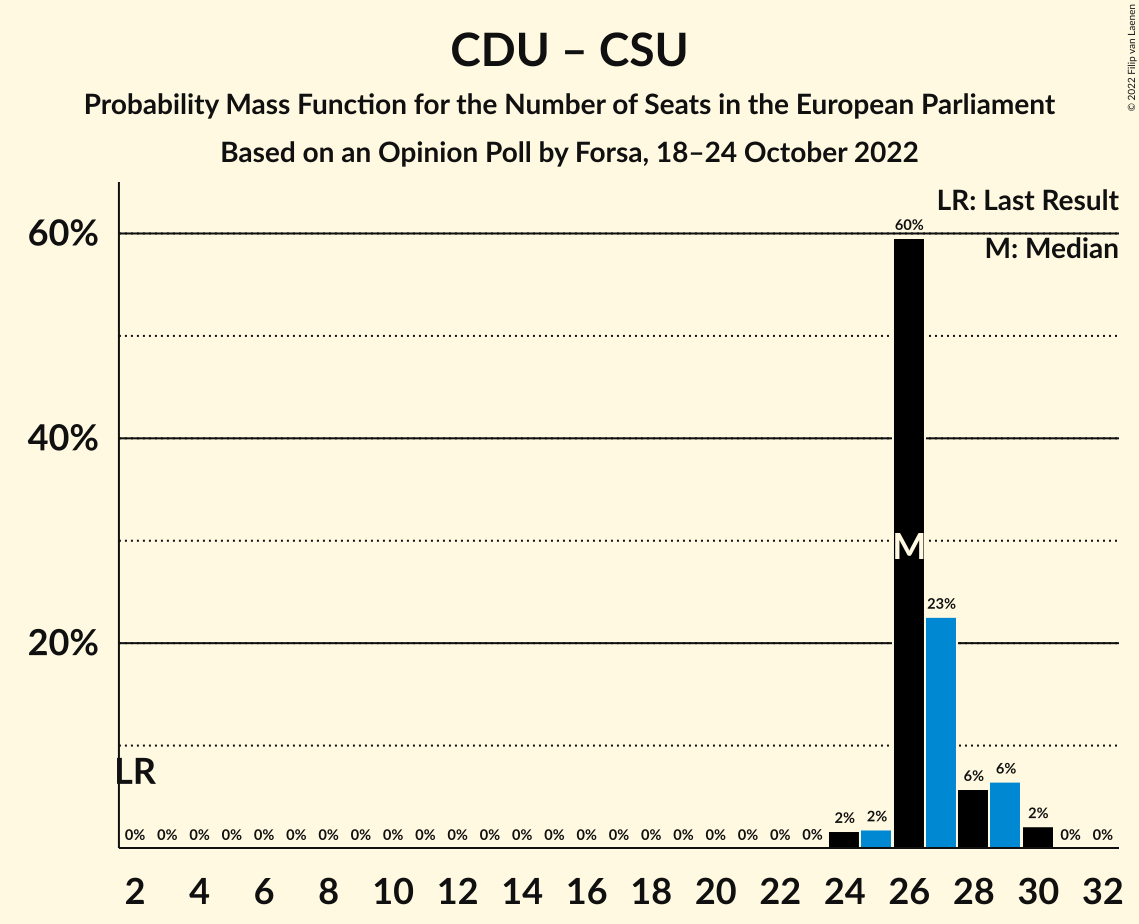 CDU – CSU
Probability Mass Function for the Number of Seats in the European Parliament
Based on an Opinion Poll by Forsa, 18–24 October 2022
© 2022 Filip van Laenen
LR: Last Result
M: Median
60%
40%
20%
60%
M
23%
LR
6%
6%
2%
2%
2%
0% 0% 0% 0% 0% 0% 0% 0% 0% 0% 0% 0% 0% 0% 0% 0% 0% 0% 0% 0% 0% 0% 0% 0%
2 4 6 8 10 12 14 16 18 20 22 24 26 28 30 32